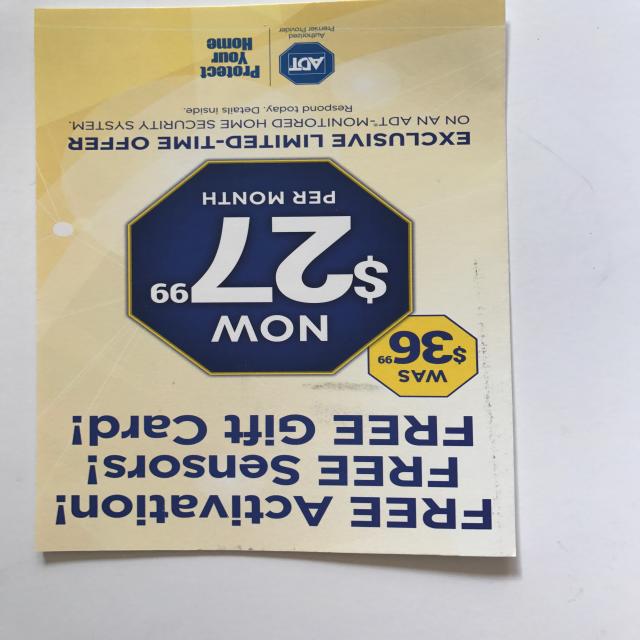 FREE Activation!
FREE Sensors!
FREE Gift Card!
WAS
$36 99
NOW
$27 99
PER MONTH
EXCLUSIVE LIMITED-TIME OFFER
ON AN ADT®-MONITORED HOME SECURITY SYSTEM.
Respond today. Details inside.
ADT
Authorized
Premier Provider
Protect
Your
Home